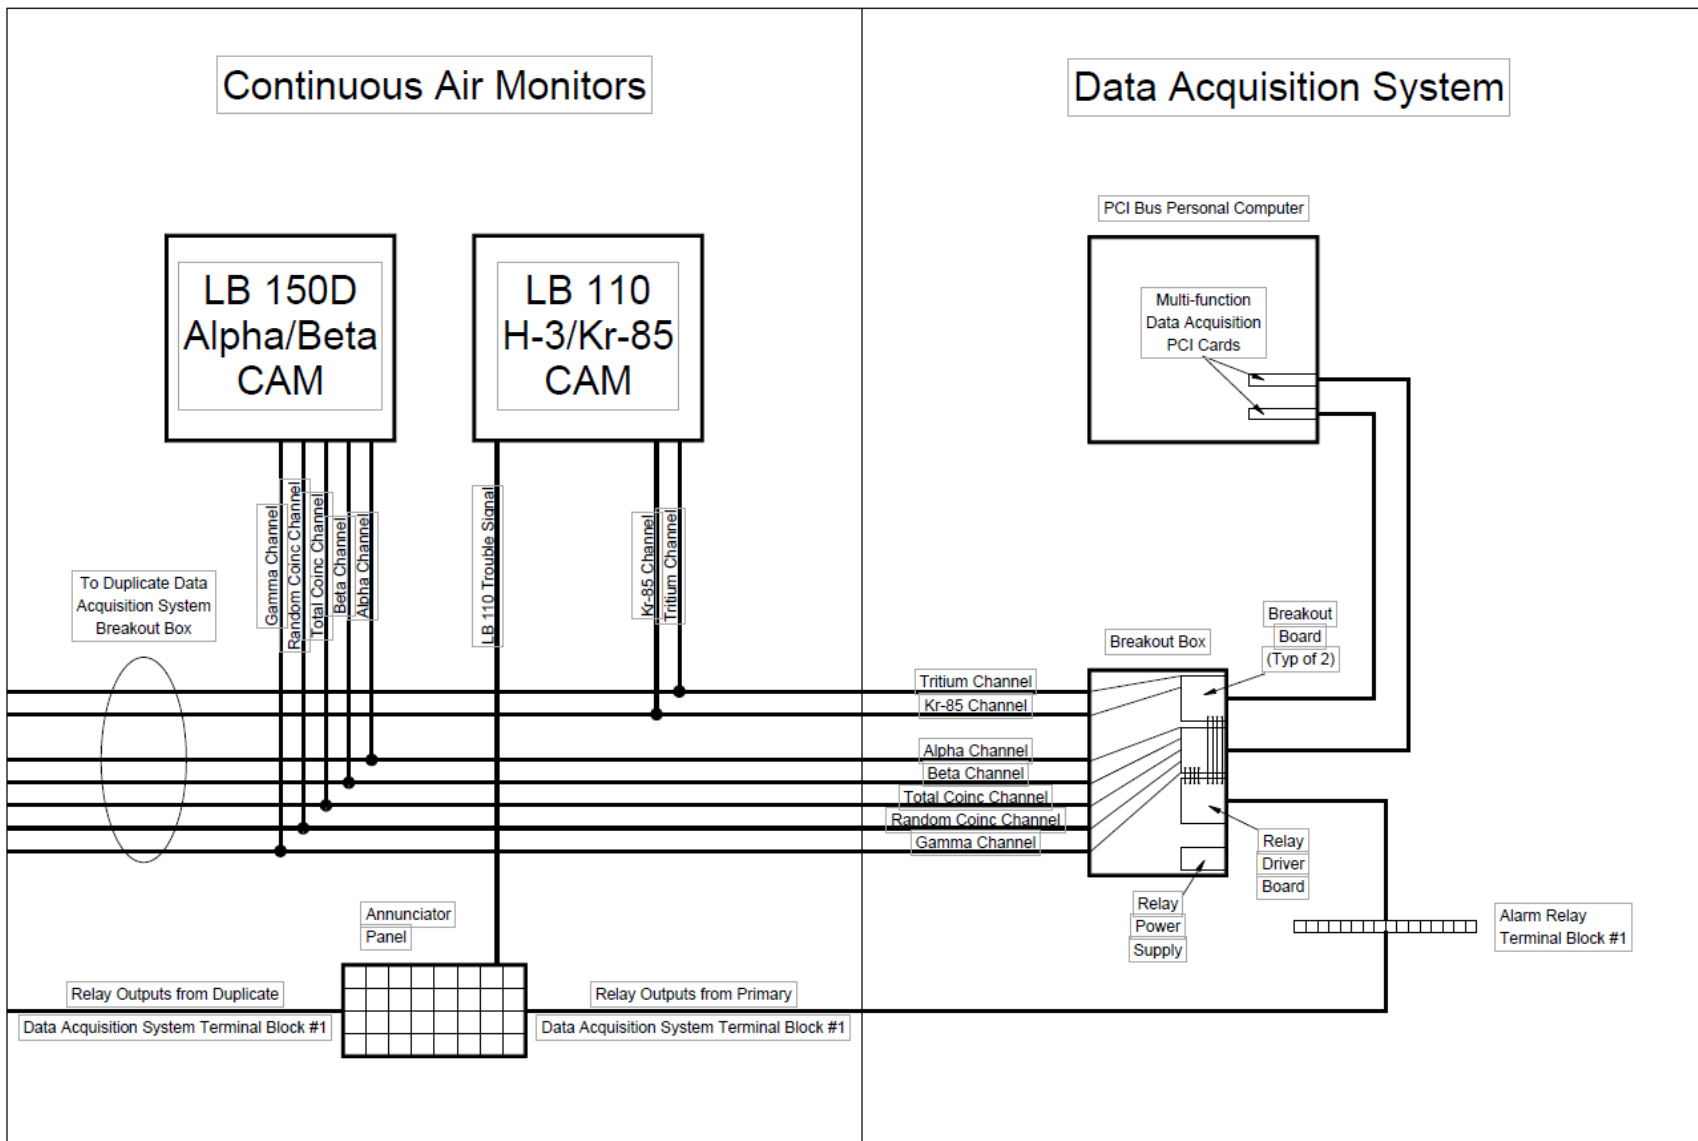 Continuous Air Monitors
Data Acquisition System
PCI Bus Personal Computer
LB 150D
Alpha/Beta
CAM
LB 110
H-3/Kr-85
CAM
Multi-function
Data Acquisition
PCI Cards
Gamma Channel
Random Coinc Channel
Total Coinc Channel
Beta Channel
Alpha Channel
LB 110 Trouble Signal
Kr-85 Channel
Tritium Channel
To Duplicate Data
Acquisition System
Breakout Box
Breakout Box
Breakout
Board
(Typ of 2)
Tritium Channel
Kr-85 Channel
Alpha Channel
Beta Channel
Total Coinc Channel
Random Coinc Channel
Gamma Channel
Relay
Driver
Board
Relay
Power
Supply
Alarm Relay
Terminal Block #1
Annunciator
Panel
Relay Outputs from Duplicate
Data Acquisition System Terminal Block #1
Relay Outputs from Primary
Data Acquisition System Terminal Block #1